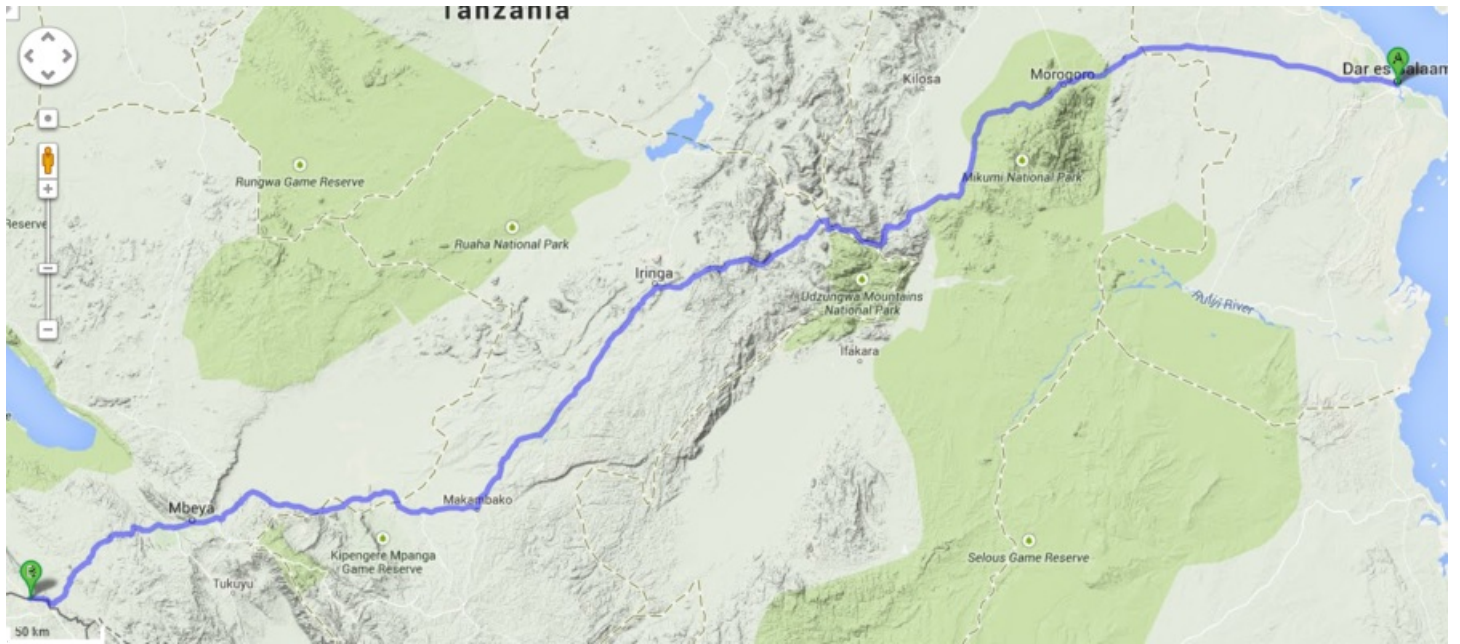 Tanzania
Dar es Salaam
A
Morogoro
Kilosa
Mikumi National Park
Rungwa Game Reserve
Reserve
Ruaha National Park
Iringa
Udzungwa Mountains
National Park
Rufiji River
Ifakara
Makambako
Mbeya
Kipengere Mpanga
Game Reserve
Selous Game Reserve
Tukuyu
50 km